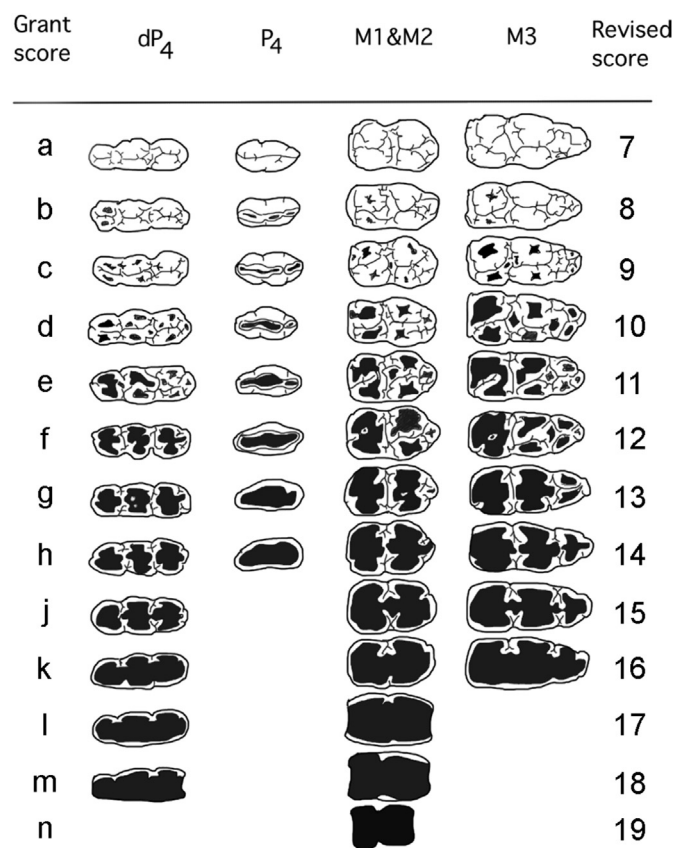 Grant score dP4 P4 M1&M2 M3 Revised score
a 7
b 8
c 9
d 10
e 11
f 12
g 13
h 14
j 15
k 16
l 17
m 18
n 19